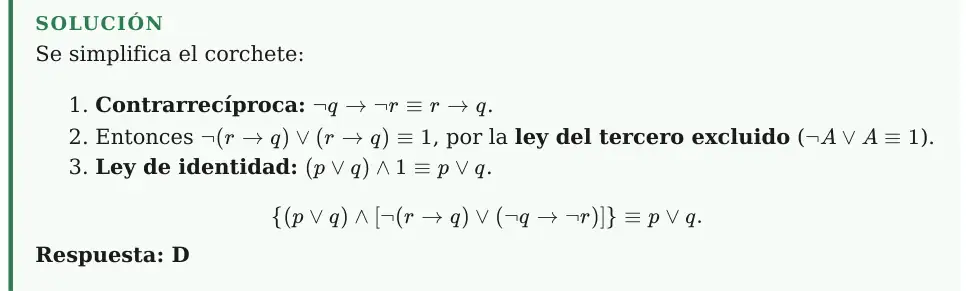 SOLUCIÓN
Se simplifica el corchete:
1. Contrarrecíproca: ¬q → ¬r ≡ r → q.
2. Entonces ¬(r → q) ∨ (r → q) ≡ 1, por la ley del tercero excluido (¬A ∨ A ≡ 1).
3. Ley de identidad: (p ∨ q) ∧ 1 ≡ p ∨ q.
{(p ∨ q) ∧ [¬(r → q) ∨ (¬q → ¬r)]} ≡ p ∨ q.
Respuesta: D